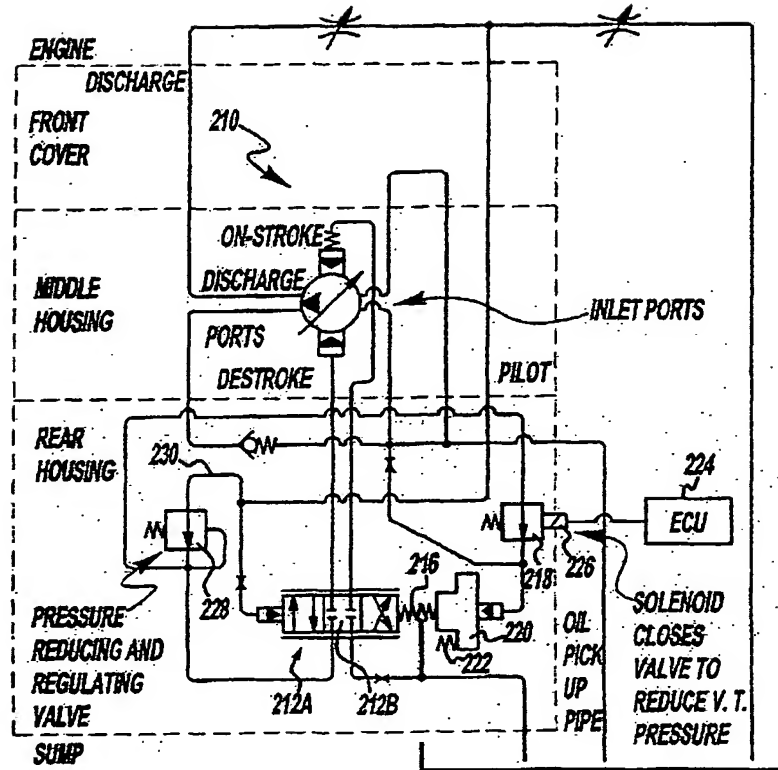 ENGINE
DISCHARGE
FRONT
COVER
210
ON-STROKE
MIDDLE
HOUSING
DISCHARGE
PORTS
INLET PORTS
DESTROKE
PILOT
REAR
HOUSING
230
224
ECU
216
218
226
228
220
222
PRESSURE
REDUCING AND
REGULATING
VALVE
212A
212B
OIL
PICK
UP
PIPE
SOLENOID
CLOSES
VALVE TO
REDUCE V. T.
PRESSURE
SUMP